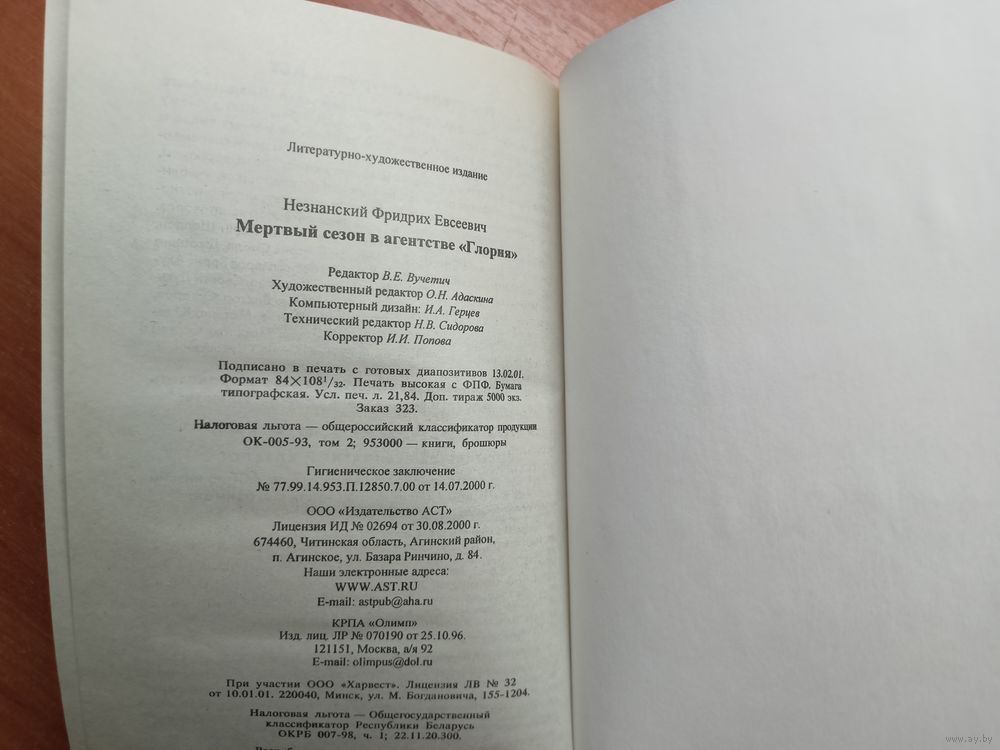 Литературно-художественное издание
Незнанский Фридрих Евсеевич
Мертвый сезон в агентстве «Глория»
Редактор В.Е. Вучетич
Художественный редактор О.Н. Адаскина
Компьютерный дизайн: И.А. Герцев
Технический редактор Н.В. Сидорова
Корректор И.И. Попова
Подписано в печать с готовых диапозитивов 13.02.01.
Формат 84×108¹/₃₂. Печать высокая с ФПФ. Бумага
типографская. Усл. печ. л. 21,84. Доп. тираж 5000 экз.
Заказ 323.
Налоговая льгота — общероссийский классификатор продукции
ОК-005-93, том 2; 953000 — книги, брошюры
Гигиеническое заключение
№ 77.99.14.953.П.12850.7.00 от 14.07.2000 г.
ООО «Издательство АСТ»
Лицензия ИД № 02694 от 30.08.2000 г.
674460, Читинская область, Агинский район,
п. Агинское, ул. Базара Ринчино, д. 84.
Наши электронные адреса:
WWW.AST.RU
E-mail: astpub@aha.ru
КРПА «Олимп»
Изд. лиц. ЛР № 070190 от 25.10.96.
121151, Москва, а/я 92
E-mail: olimpus@dol.ru
При участии ООО «Харвест». Лицензия ЛВ № 32
от 10.01.01. 220040, Минск, ул. М. Богдановича, 155-1204.
Налоговая льгота — Общегосударственный
классификатор Республики Беларусь
ОКРБ 007-98, ч. 1; 22.11.20.300.
www.ay.by